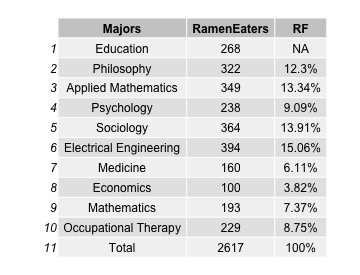 Majors RamenEaters RF
1 Education 268 NA
2 Philosophy 322 12.3%
3 Applied Mathematics 349 13.34%
4 Psychology 238 9.09%
5 Sociology 364 13.91%
6 Electrical Engineering 394 15.06%
7 Medicine 160 6.11%
8 Economics 100 3.82%
9 Mathematics 193 7.37%
10 Occupational Therapy 229 8.75%
11 Total 2617 100%